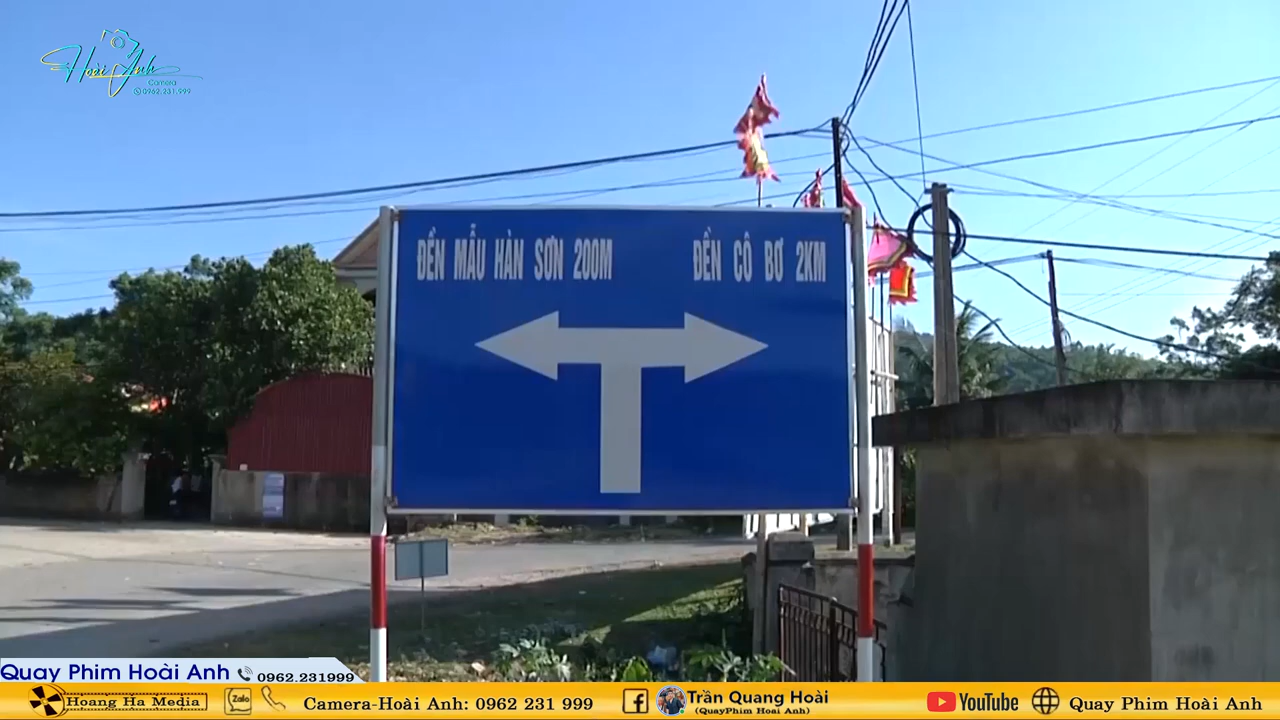 Hoài Anh
Camera
0962.231.999
ĐỀN MẪU HÀN SƠN 200M
ĐỀN CÔ BƠ 2KM
Quay Phim Hoài Anh 0962.231999
Hoang Ha Media
Zalo
Camera-Hoài Anh: 0962 231 999
Trần Quang Hoài
(QuayPhim Hoai Anh)
YouTube
Quay Phim Hoài Anh